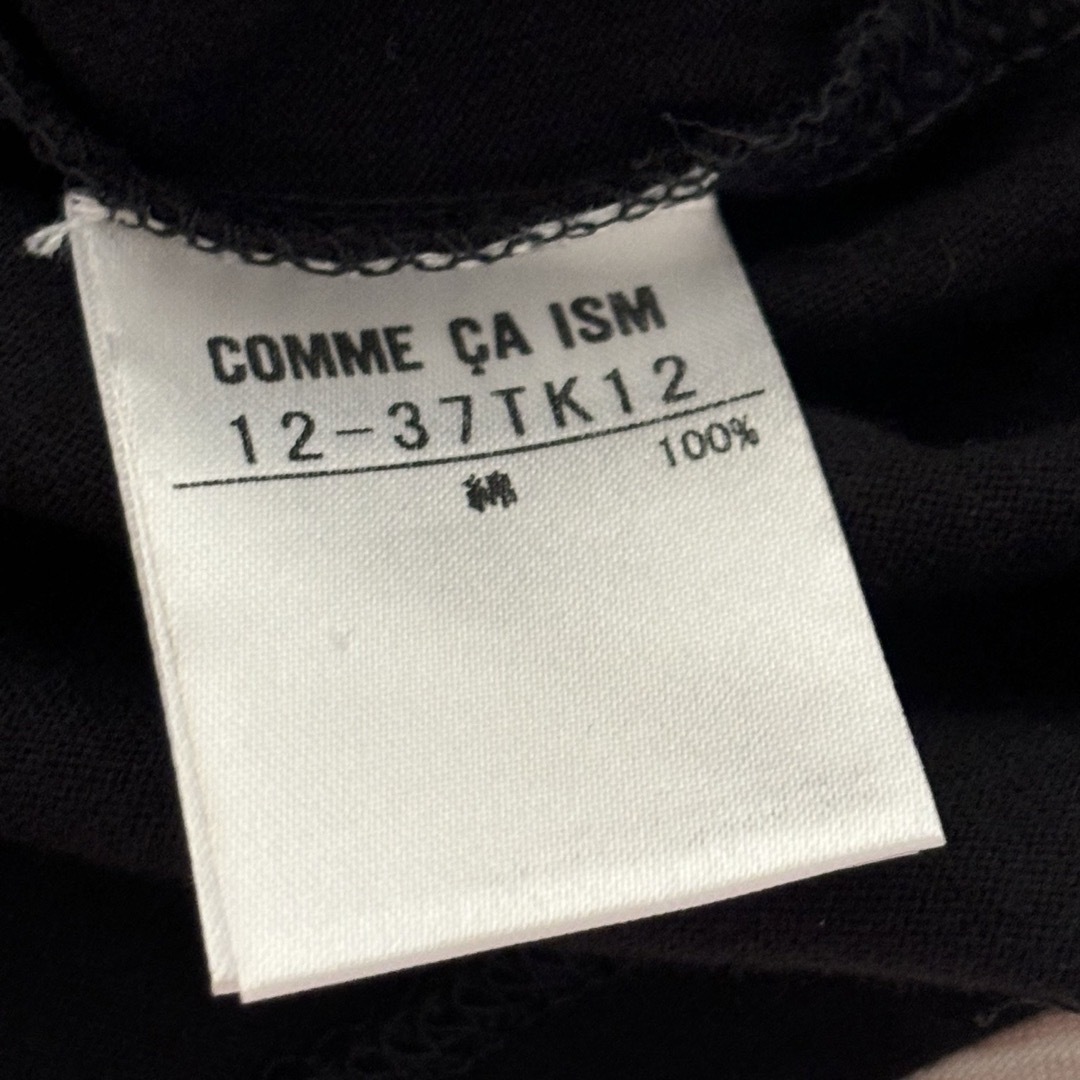 COMME ÇA ISM
12-37TK12
綿 100%